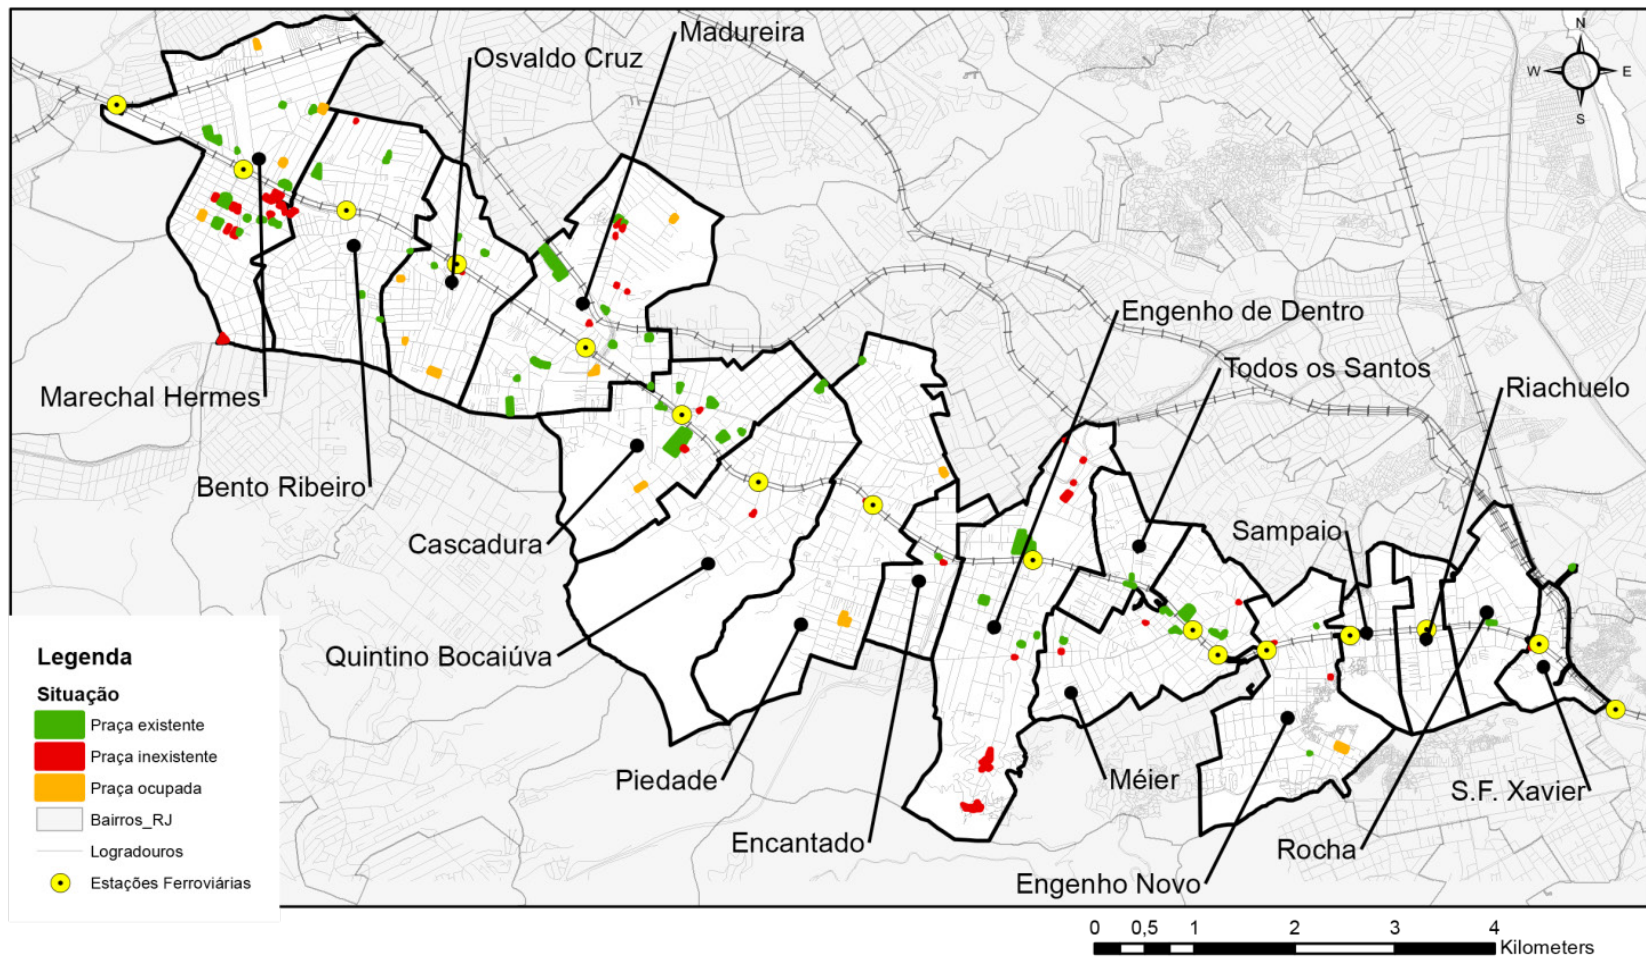 Madureira
Osvaldo Cruz
N
W
E
S
Engenho de Dentro
Todos os Santos
Riachuelo
Marechal Hermes
Bento Ribeiro
Sampaio
Cascadura
Quintino Bocaiúva
Piedade
Méier
S.F. Xavier
Encantado
Rocha
Engenho Novo
Legenda
Situação
Praça existente
Praça inexistente
Praça ocupada
Bairros_RJ
Logradouros
Estações Ferroviárias
0 0,5 1 2 3 4
Kilometers